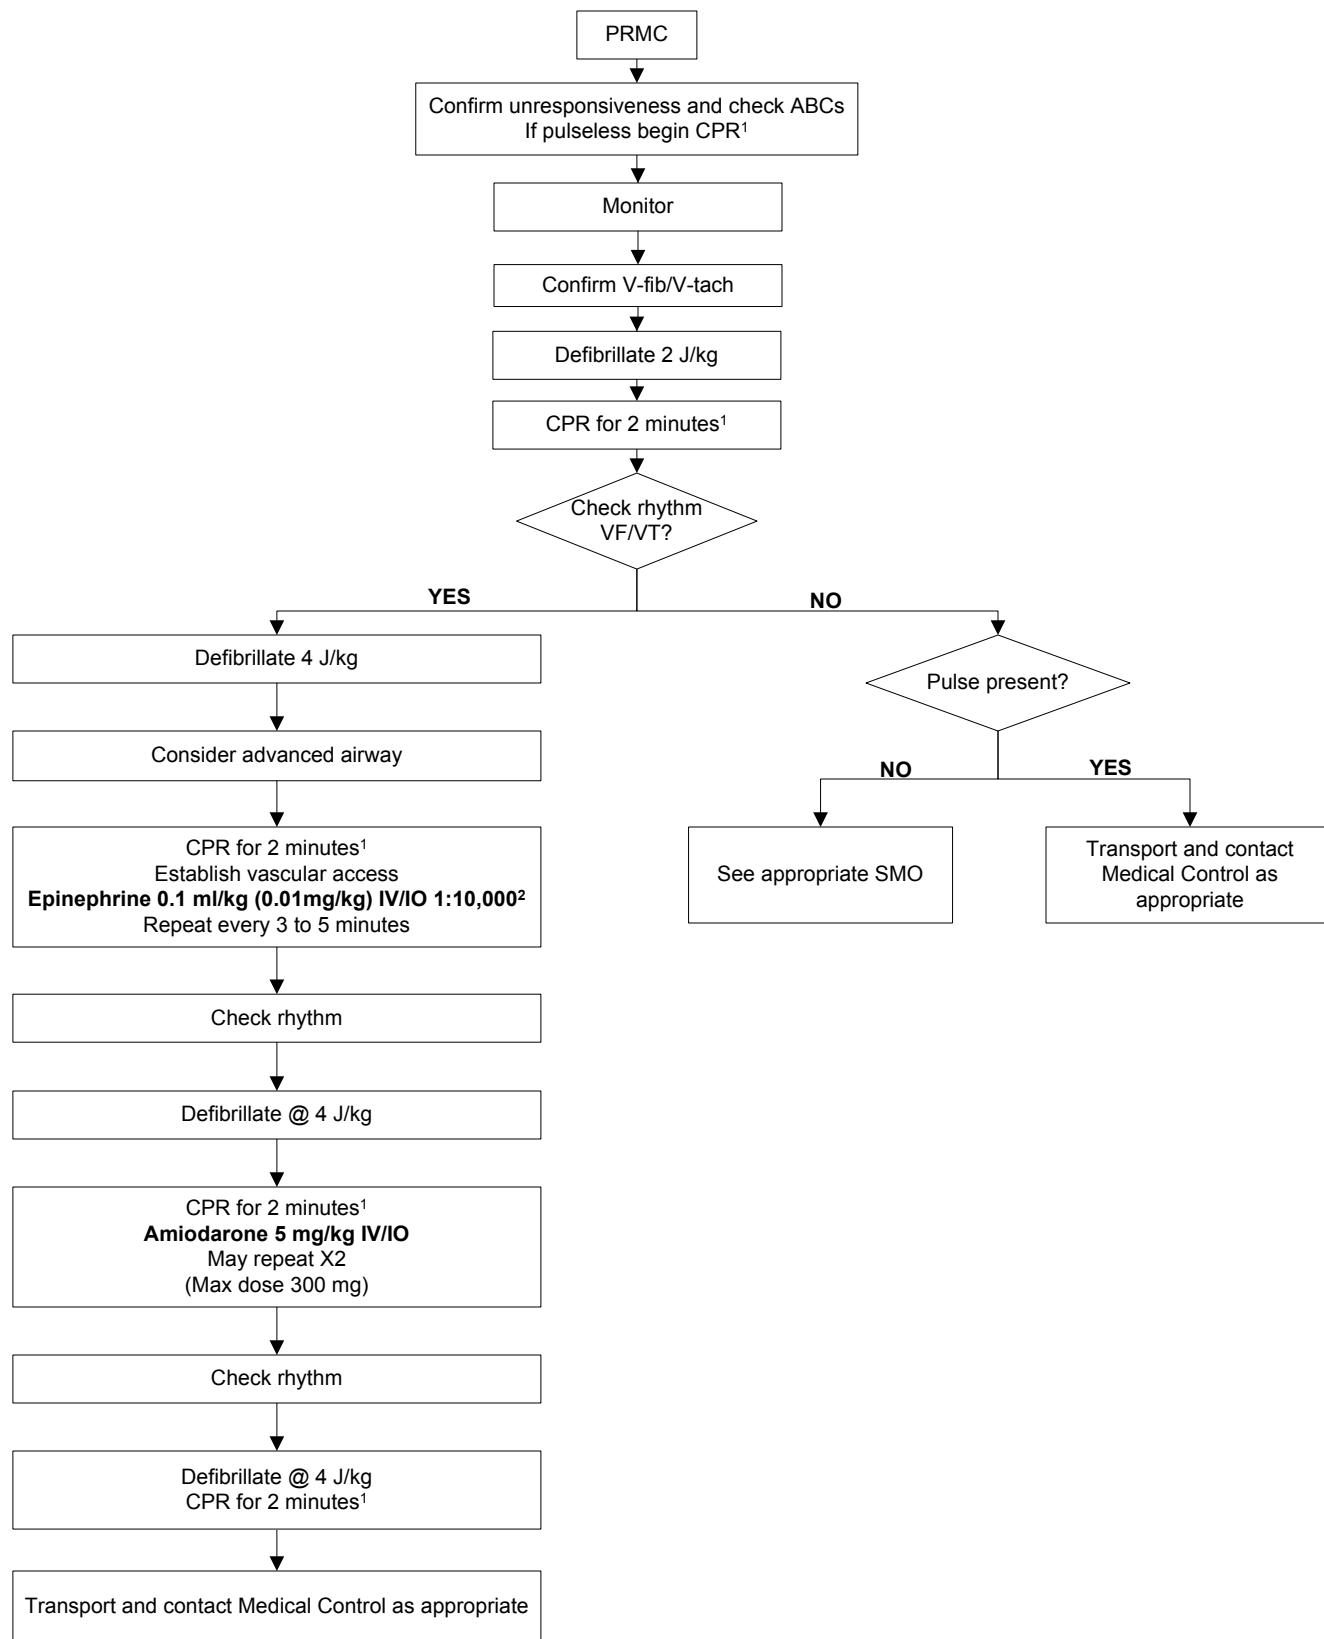 PRMC
Confirm unresponsiveness and check ABCs
If pulseless begin CPR¹
Monitor
Confirm V-fib/V-tach
Defibrillate 2 J/kg
CPR for 2 minutes¹
Check rhythm
VF/VT?
YES
NO
Defibrillate 4 J/kg
Consider advanced airway
CPR for 2 minutes¹
Establish vascular access
Epinephrine 0.1 ml/kg (0.01mg/kg) IV/IO 1:10,000²
Repeat every 3 to 5 minutes
Check rhythm
Defibrillate @ 4 J/kg
CPR for 2 minutes¹
Amiodarone 5 mg/kg IV/IO
May repeat X2
(Max dose 300 mg)
Check rhythm
Defibrillate @ 4 J/kg
CPR for 2 minutes¹
Transport and contact Medical Control as appropriate
Pulse present?
NO
YES
See appropriate SMO
Transport and contact
Medical Control as
appropriate